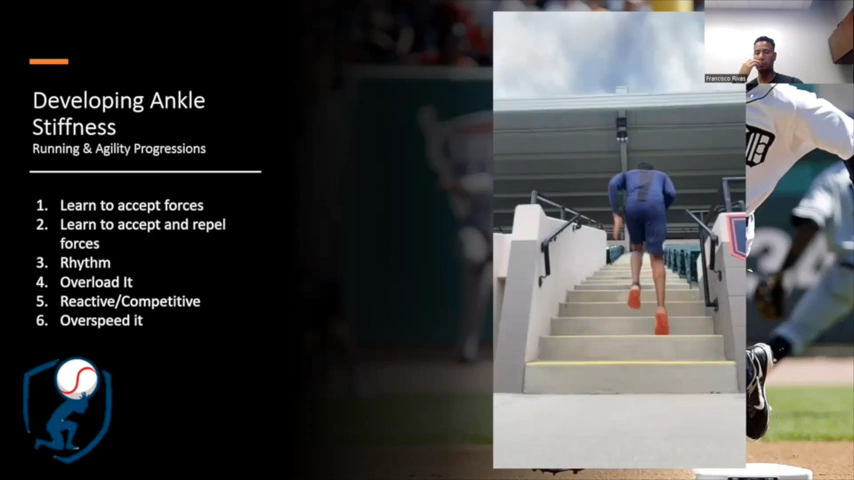 Developing Ankle
Stiffness
Running & Agility Progressions
1. Learn to accept forces
2. Learn to accept and repel
forces
3. Rhythm
4. Overload It
5. Reactive/Competitive
6. Overspeed it
Francisco Rivas